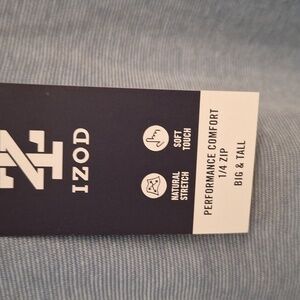 IZOD
SOFT
TOUCH
NATURAL
STRETCH
PERFORMANCE COMFORT
1/4 ZIP
BIG & TALL